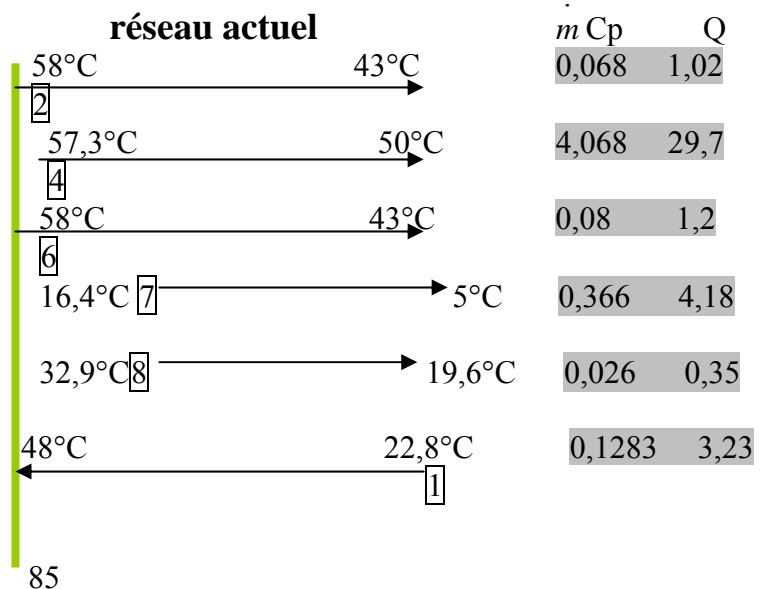 réseau actuel ṁ Cp Q
58°C 43°C 0,068 1,02
2
57,3°C 50°C 4,068 29,7
4
58°C 43°C 0,08 1,2
6
16,4°C 7 5°C 0,366 4,18
32,9°C 8 19,6°C 0,026 0,35
48°C 22,8°C 0,1283 3,23
1
85